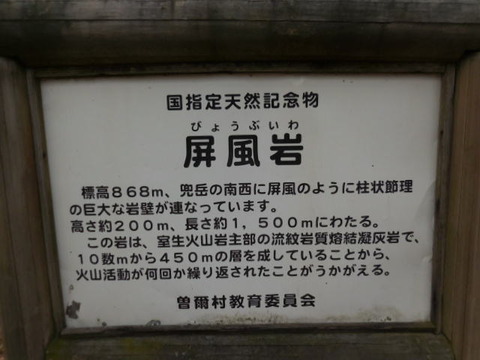 国指定天然記念物
びょうぶいわ
屏風岩
標高868m、兜岳の南西に屏風のように柱状節理
の巨大な岩壁が連なっています。
高さ約200m、長さ約1,500mにわたる。
この岩は、室生火山岩主部の流紋岩質熔結凝灰岩で、
10数mから450mの層を成していることから、
火山活動が何回か繰り返されたことがうかがえる。
曽爾村教育委員会